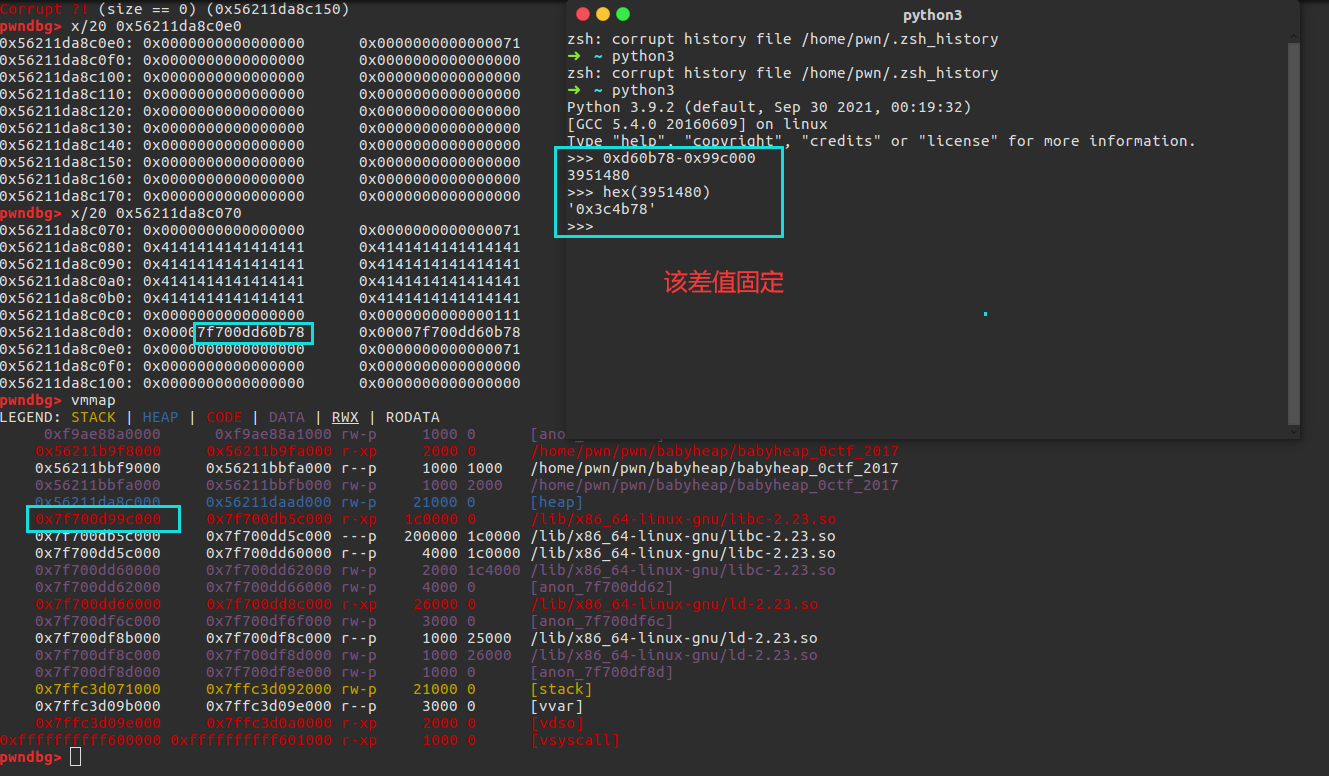 Corrupt ?! (size == 0) (0x56211da8c150)
pwndbg> x/20 0x56211da8c0e0
0x56211da8c0e0: 0x0000000000000000 0x0000000000000071
0x56211da8c0f0: 0x0000000000000000 0x0000000000000000
0x56211da8c100: 0x0000000000000000 0x0000000000000000
0x56211da8c110: 0x0000000000000000 0x0000000000000000
0x56211da8c120: 0x0000000000000000 0x0000000000000000
0x56211da8c130: 0x0000000000000000 0x0000000000000000
0x56211da8c140: 0x0000000000000000 0x0000000000000000
0x56211da8c150: 0x0000000000000000 0x0000000000000000
0x56211da8c160: 0x0000000000000000 0x0000000000000000
0x56211da8c170: 0x0000000000000000 0x0000000000000000
pwndbg> x/20 0x56211da8c070
0x56211da8c070: 0x0000000000000000 0x0000000000000071
0x56211da8c080: 0x4141414141414141 0x4141414141414141
0x56211da8c090: 0x4141414141414141 0x4141414141414141
0x56211da8c0a0: 0x4141414141414141 0x4141414141414141
0x56211da8c0b0: 0x4141414141414141 0x4141414141414141
0x56211da8c0c0: 0x0000000000000000 0x0000000000000111
0x56211da8c0d0: 0x00007f700dd60b78 0x00007f700dd60b78
0x56211da8c0e0: 0x0000000000000000 0x0000000000000071
0x56211da8c0f0: 0x0000000000000000 0x0000000000000000
0x56211da8c100: 0x0000000000000000 0x0000000000000000
pwndbg> vmmap
LEGEND: STACK | HEAP | CODE | DATA | RWX | RODATA
0xf9ae88a0000 0xf9ae88a1000 rw-p 1000 0 [anon_
0x56211b9f8000 0x56211b9fa000 r-xp 2000 0 /home/pwn/pwn/babyheap/babyheap_0ctf_2017
0x56211bbf9000 0x56211bbfa000 r--p 1000 1000 /home/pwn/pwn/babyheap/babyheap_0ctf_2017
0x56211bbfa000 0x56211bbfb000 rw-p 1000 2000 /home/pwn/pwn/babyheap/babyheap_0ctf_2017
0x56211da8c000 0x56211daad000 rw-p 21000 0 [heap]
0x7f700d99c000 0x7f700db5c000 r-xp 1c0000 0 /lib/x86_64-linux-gnu/libc-2.23.so
0x7f700db5c000 0x7f700dd5c000 ---p 200000 1c0000 /lib/x86_64-linux-gnu/libc-2.23.so
0x7f700dd5c000 0x7f700dd60000 r--p 4000 1c0000 /lib/x86_64-linux-gnu/libc-2.23.so
0x7f700dd60000 0x7f700dd62000 rw-p 2000 1c4000 /lib/x86_64-linux-gnu/libc-2.23.so
0x7f700dd62000 0x7f700dd66000 rw-p 4000 0 [anon_7f700dd62]
0x7f700dd66000 0x7f700dd8c000 r-xp 26000 0 /lib/x86_64-linux-gnu/ld-2.23.so
0x7f700df6c000 0x7f700df6f000 rw-p 3000 0 [anon_7f700df6c]
0x7f700df8b000 0x7f700df8c000 r--p 1000 25000 /lib/x86_64-linux-gnu/ld-2.23.so
0x7f700df8c000 0x7f700df8d000 rw-p 1000 26000 /lib/x86_64-linux-gnu/ld-2.23.so
0x7f700df8d000 0x7f700df8e000 rw-p 1000 0 [anon_7f700df8d]
0x7ffc3d071000 0x7ffc3d092000 rw-p 21000 0 [stack]
0x7ffc3d09b000 0x7ffc3d09e000 r--p 3000 0 [vvar]
0x7ffc3d09e000 0x7ffc3d0a0000 r-xp 2000 0 [vdso]
0xffffffffff600000 0xffffffffff601000 r-xp 1000 0 [vsyscall]
pwndbg>
python3
zsh: corrupt history file /home/pwn/.zsh_history
➜ ~ python3
zsh: corrupt history file /home/pwn/.zsh_history
➜ ~ python3
Python 3.9.2 (default, Sep 30 2021, 00:19:32)
[GCC 5.4.0 20160609] on linux
Type "help", "copyright", "credits" or "license" for more information.
>>> 0xd60b78-0x99c000
3951480
>>> hex(3951480)
'0x3c4b78'
>>>
该差值固定